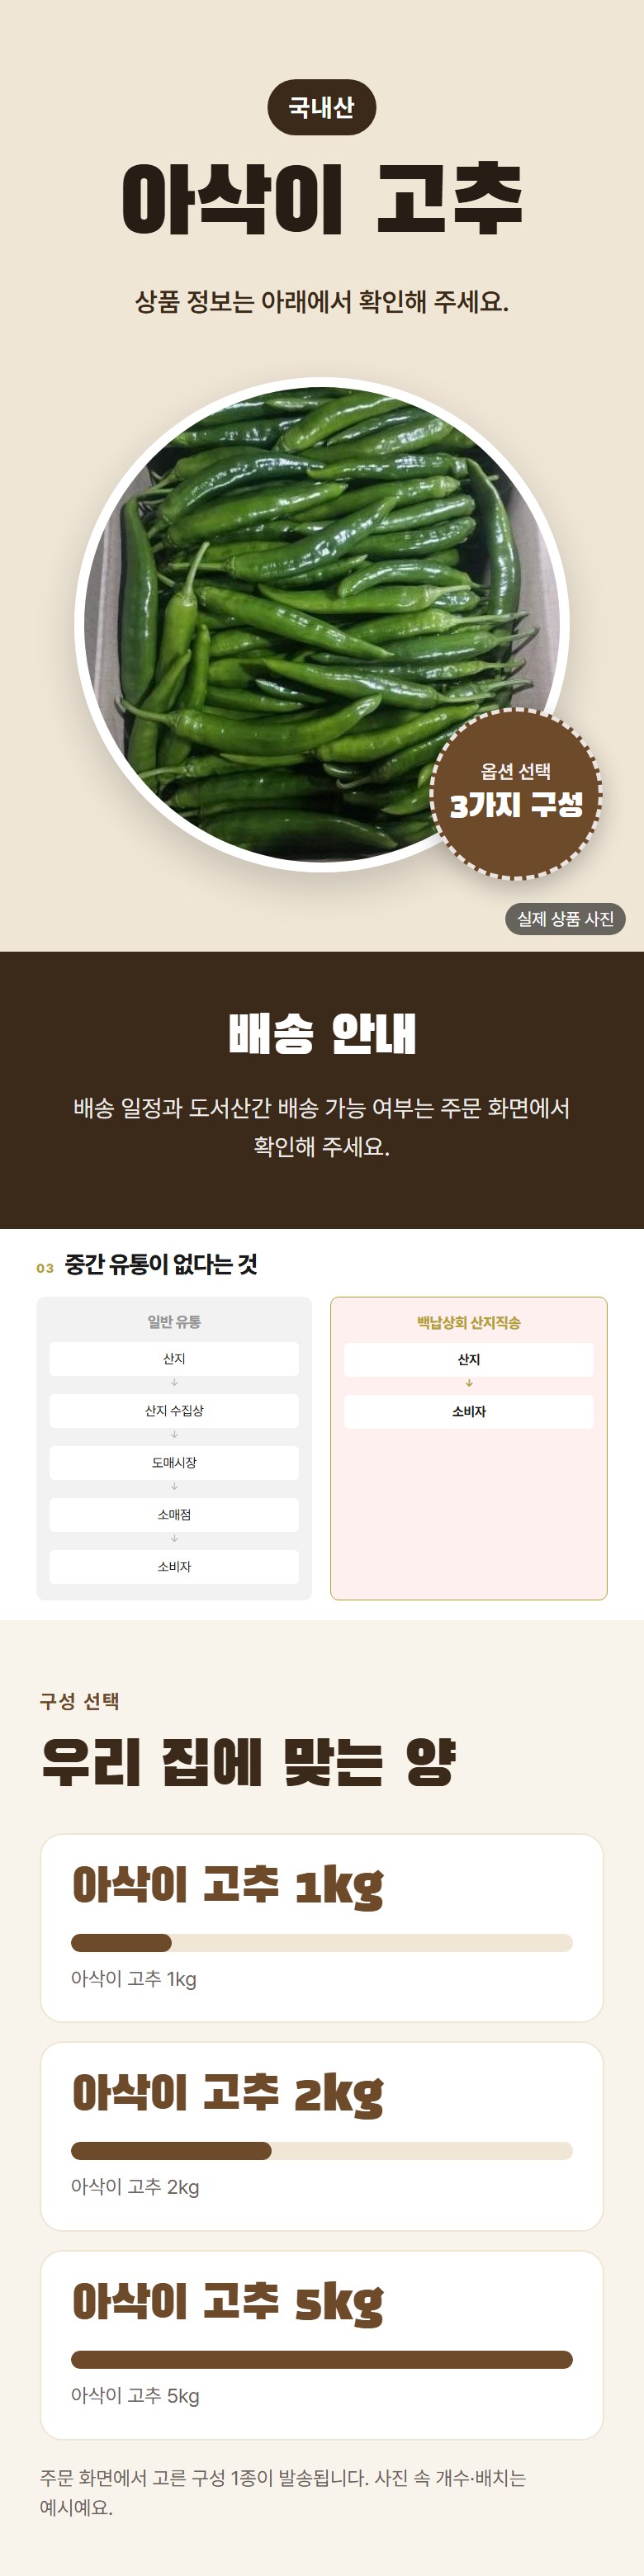 국내산
아삭이 고추
상품 정보는 아래에서 확인해 주세요.
옵션 선택
3가지 구성
실제 상품 사진
배송 안내
배송 일정과 도서산간 배송 가능 여부는 주문 화면에서
확인해 주세요.
03 중간 유통이 없다는 것
일반 유통
산지
↓
산지 수집상
↓
도매시장
↓
소매점
↓
소비자
백납상회 산지직송
산지
↓
소비자
구성 선택
우리 집에 맞는 양
아삭이 고추 1kg
아삭이 고추 1kg
아삭이 고추 2kg
아삭이 고추 2kg
아삭이 고추 5kg
아삭이 고추 5kg
주문 화면에서 고른 구성 1종이 발송됩니다. 사진 속 개수·배치는
예시예요.